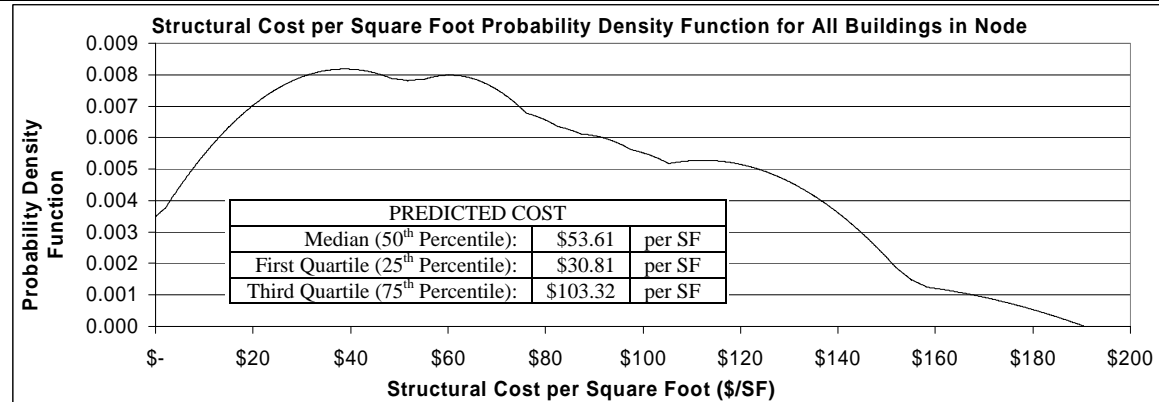 Structural Cost per Square Foot Probability Density Function for All Buildings in Node
0.009
0.008
0.007
0.006
0.005
0.004
0.003
0.002
0.001
0.000
Probability Density
Function
PREDICTED COST
Median (50th Percentile): $53.61 per SF
First Quartile (25th Percentile): $30.81 per SF
Third Quartile (75th Percentile): $103.32 per SF
$- $20 $40 $60 $80 $100 $120 $140 $160 $180 $200
Structural Cost per Square Foot ($/SF)